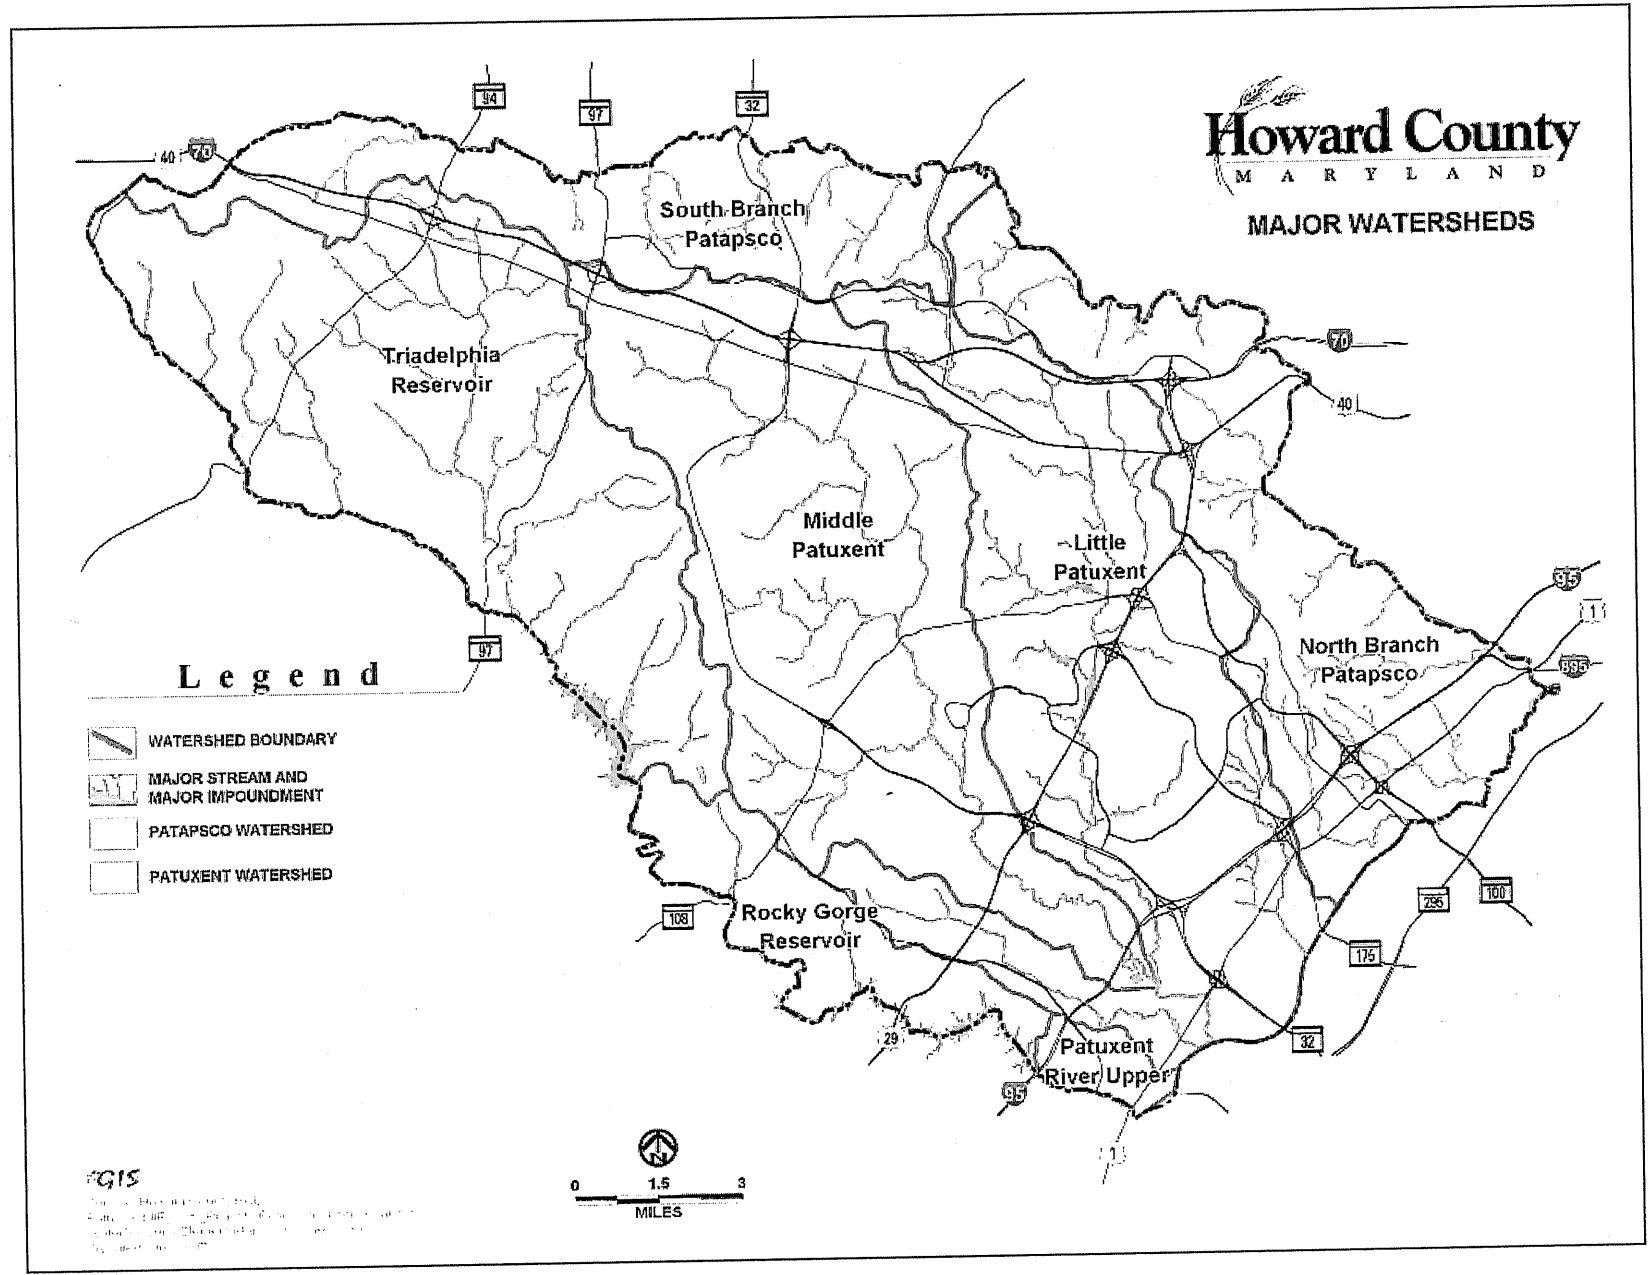 94
97
32
40
70
Howard County
MARYLAND
MAJOR WATERSHEDS
South Branch
Patapsco
70
40
Triadelphia
Reservoir
Middle
Patuxent
Little
Patuxent
95
1
97
North Branch
Patapsco
895
Legend
WATERSHED BOUNDARY
MAJOR STREAM AND
MAJOR IMPOUNDMENT
PATAPSCO WATERSHED
PATUXENT WATERSHED
108
Rocky Gorge
Reservoir
100
295
175
29
32
Patuxent
River Upper
95
1
N
GIS
0 1.5 3
MILES